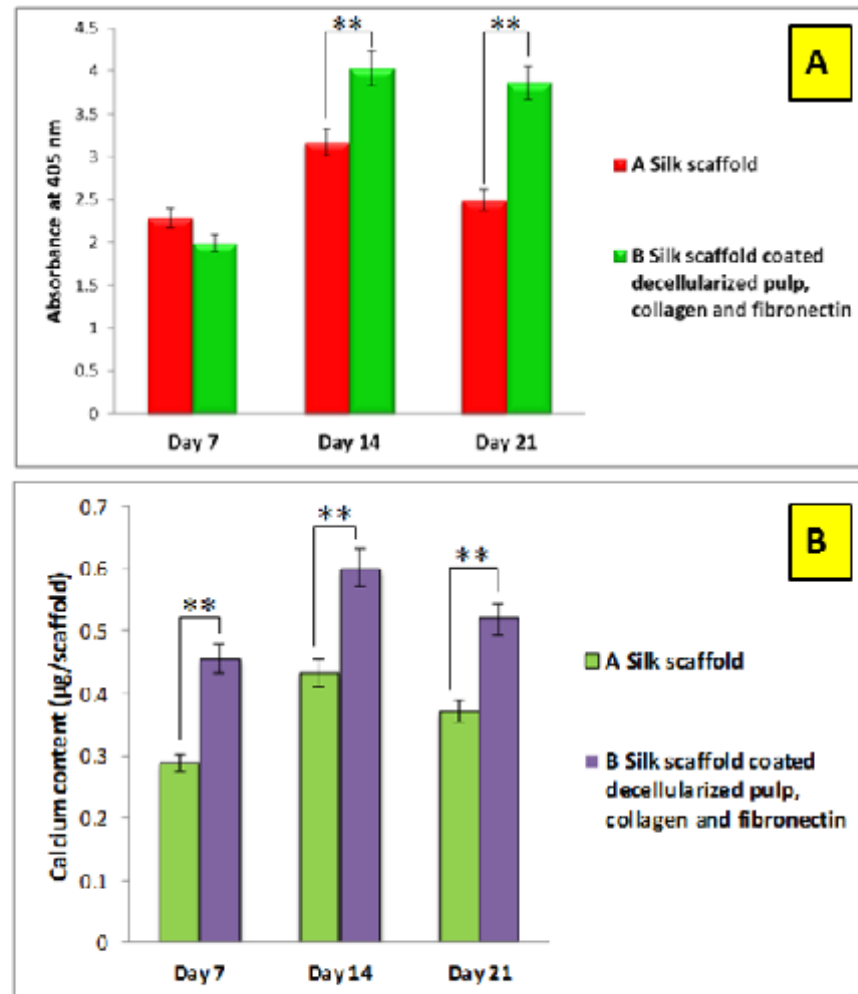 4.5
4
3.5
3
2.5
2
1.5
1
0.5
0
Absorbance at 405 nm
** **
Day 7 Day 14 Day 21
A
A Silk scaffold
B Silk scaffold coated
decellularized pulp,
collagen and fibronectin
0.7
0.6
0.5
0.4
0.3
0.2
0.1
0
Calcium content (µg/scaffold)
** ** **
Day 7 Day 14 Day 21
B
A Silk scaffold
B Silk scaffold coated
decellularized pulp,
collagen and fibronectin